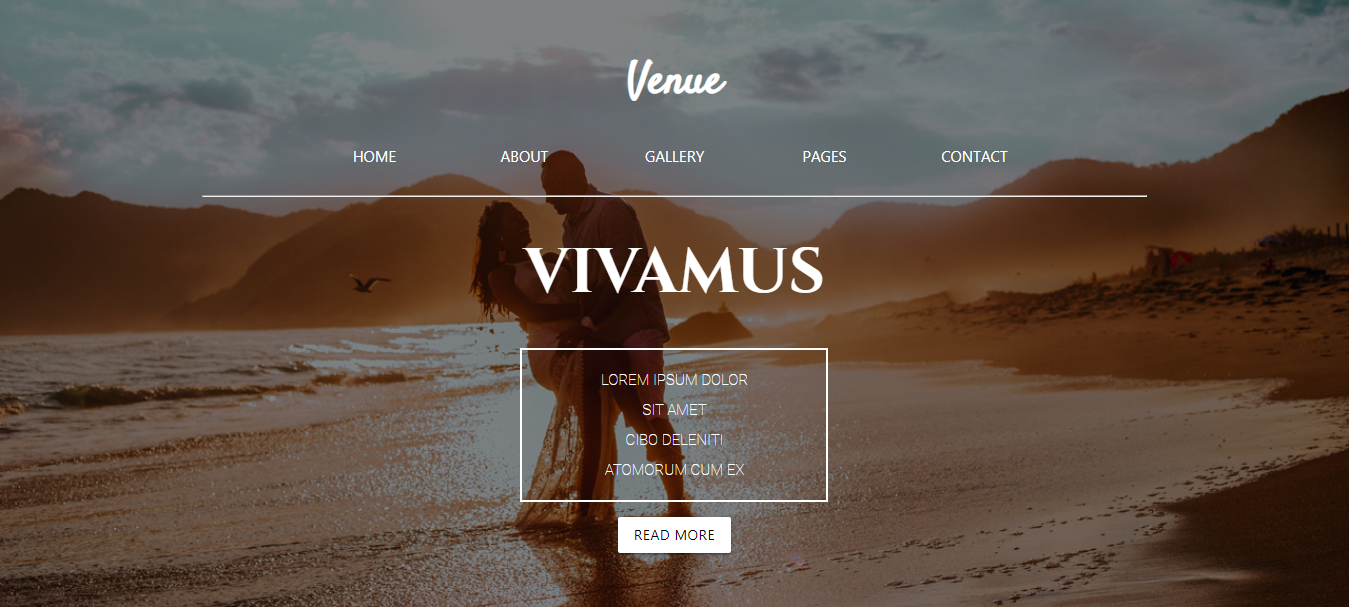 Venue
HOME ABOUT GALLERY PAGES CONTACT
VIVAMUS
LOREM IPSUM DOLOR
SIT AMET
CIBO DELENITI
ATOMORUM CUM EX
READ MORE